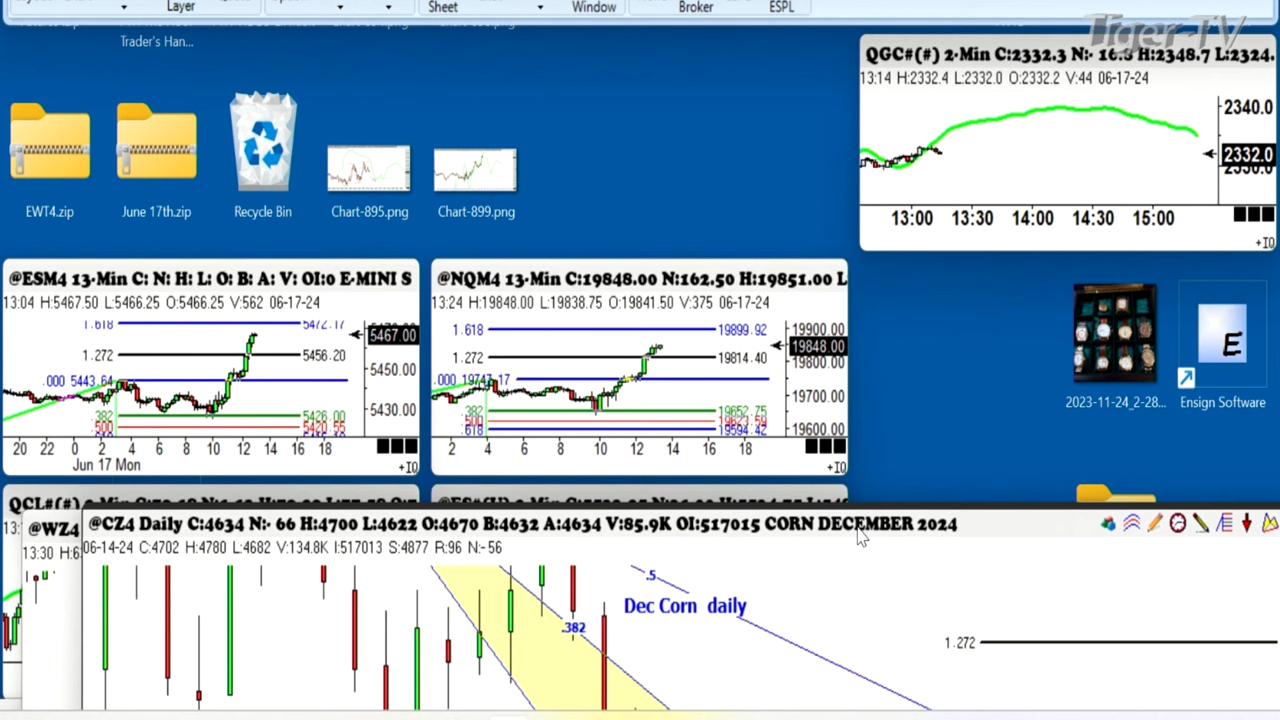 Layer
Sheet
Window
Broker
ESPL
Tiger-TV
Trader's Han...
QGC#(#) 2-Min C:2332.3 N:- 16.8 H:2348.7 L:2324.
13:14 H:2332.4 L:2332.0 O:2332.2 V:44 06-17-24
2340.0
2332.0
13:00 13:30 14:00 14:30 15:00
+IQ
EWT4.zip
June 17th.zip
Recycle Bin
Chart-895.png
Chart-899.png
@ESM4 13-Min C: N: H: L: O: B: A: V: OI:0 E-MINI S
13:04 H:5467.50 L:5466.25 O:5466.25 V:562 06-17-24
1.618 5472.17
5467.00
1.272 5456.20
5450.00
.000 5443.64
5430.00
.382 5426.00
.500 5420.55
20 22 0 2 4 6 8 10 12 14 16 18
Jun 17 Mon
+IQ
@NQM4 13-Min C:19848.00 N:162.50 H:19851.00 L
13:24 H:19848.00 L:19838.75 O:19841.50 V:375 06-17-24
1.618 19899.92
19900.00
19848.00
1.272 19814.40
19800.00
.000 19747.17
19700.00
.382 19652.75
.500 19623.59
.618 19594.42
19600.00
2 4 6 8 10 12 14 16 18
+IQ
2023-11-24_2-28...
E
Ensign Software
@WZ4
13:30 H:6
@CZ4 Daily C:4634 N:- 66 H:4700 L:4622 O:4670 B:4632 A:4634 V:85.9K OI:517015 CORN DECEMBER 2024
06-14-24 C:4702 H:4780 L:4682 V:134.8K I:517013 S:4877 R:96 N:-56
.5
Dec Corn daily
.382
1.272